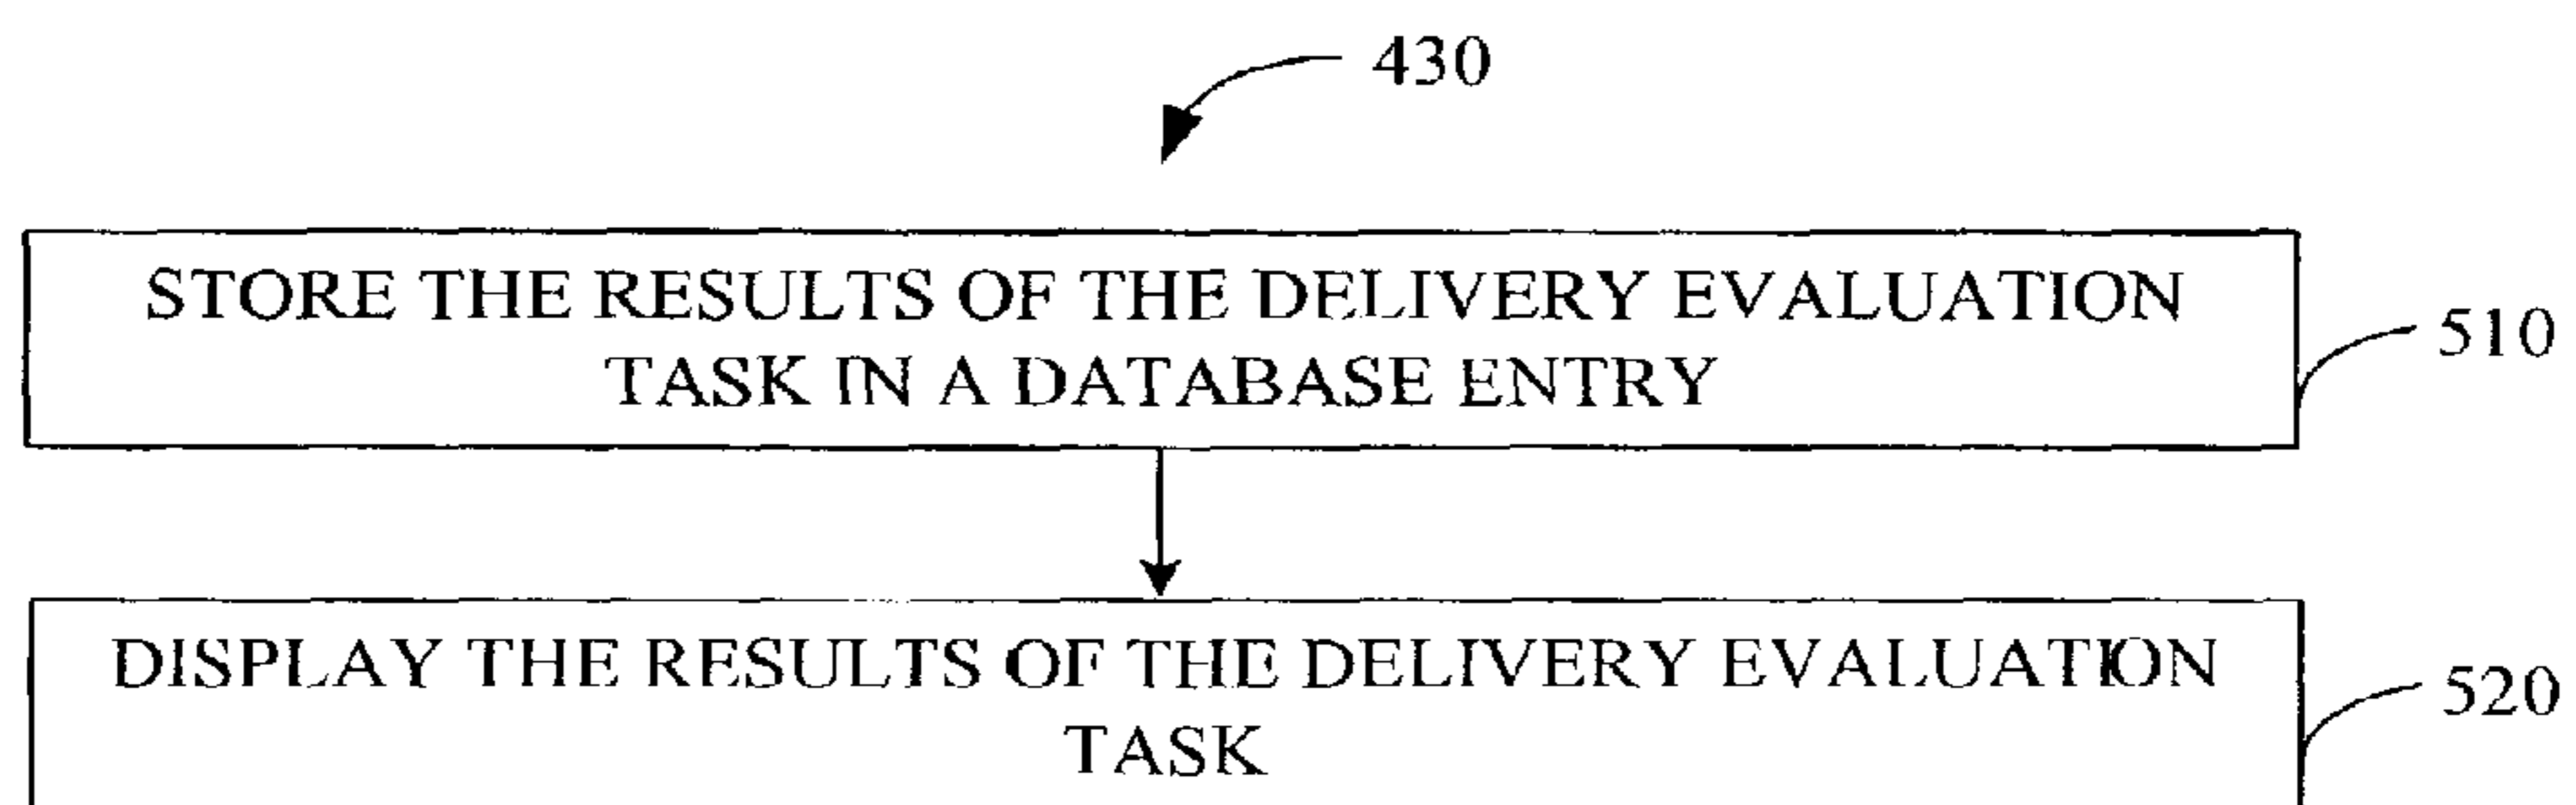 430
STORE THE RESULTS OF THE DELIVERY EVALUATION
TASK IN A DATABASE ENTRY
510
DISPLAY THE RESULTS OF THE DELIVERY EVALUATION
TASK
520